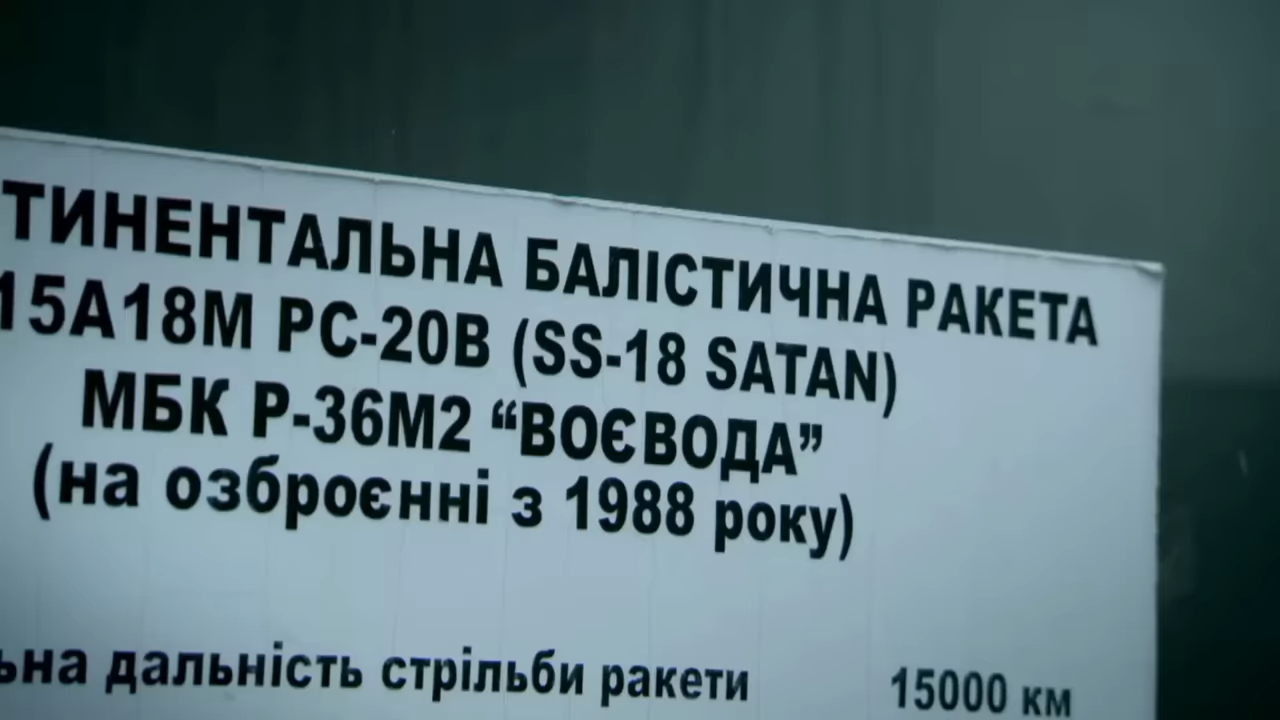 ТИНЕНТАЛЬНА БАЛІСТИЧНА РАКЕТА
15А18М РС-20В (SS-18 SATAN)
МБК Р-36М2 “ВОЄВОДА”
(на озброєнні з 1988 року)
ьна дальність стрільби ракети 15000 км